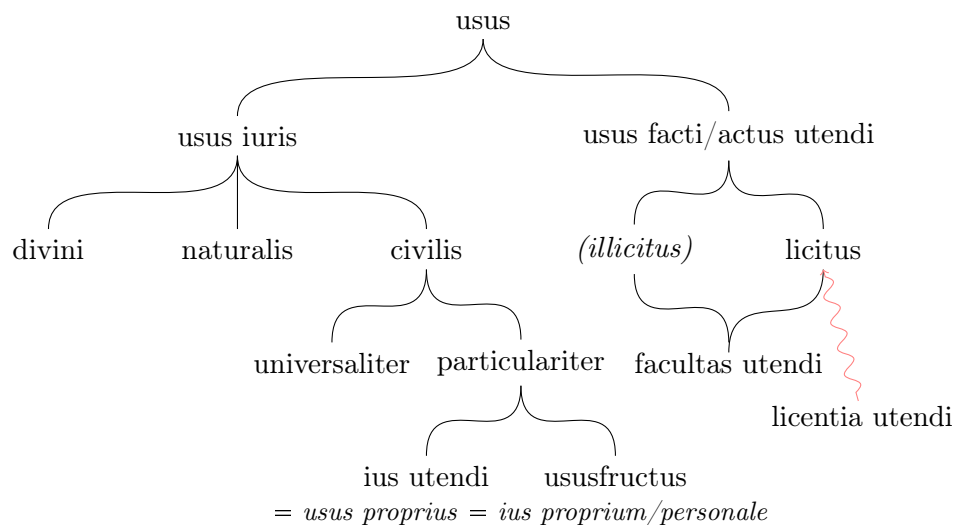 usus
usus iuris
usus facti/actus utendi
divini
naturalis
civilis
(illicitus)
licitus
universaliter
particulariter
facultas utendi
licentia utendi
ius utendi
ususfructus
= usus proprius = ius proprium/personale